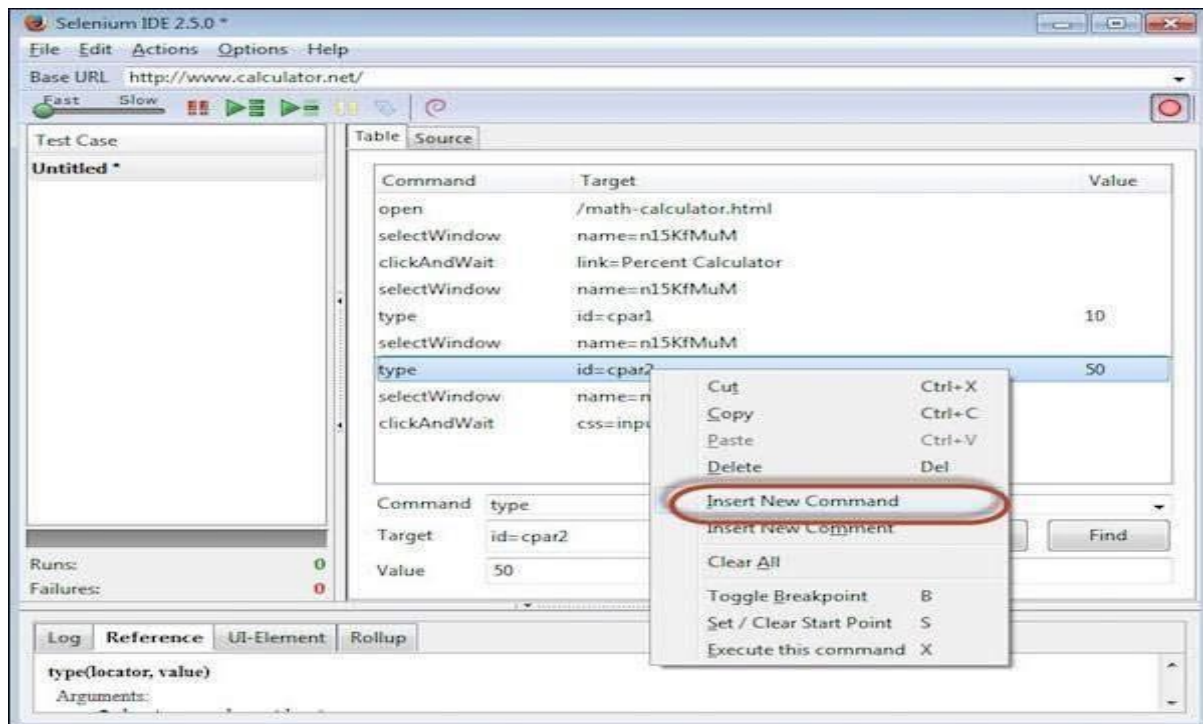 Selenium IDE 2.5.0 *
File Edit Actions Options Help
Base URL http://www.calculator.net/
Fast Slow
Test Case
Untitled *
Runs: 0
Failures: 0
Table Source
Command Target Value
open /math-calculator.html
selectWindow name=n15KfMuM
clickAndWait link=Percent Calculator
selectWindow name=n15KfMuM
type id=cpar1 10
selectWindow name=n15KfMuM
type id=cpar2 50
selectWindow name=n
clickAndWait css=inpu
Command type
Target id=cpar2 Find
Value 50
Cut Ctrl+X
Copy Ctrl+C
Paste Ctrl+V
Delete Del
Insert New Command
Insert New Comment
Clear All
Toggle Breakpoint B
Set / Clear Start Point S
Execute this command X
Log Reference UI-Element Rollup
type(locator, value)
Arguments: